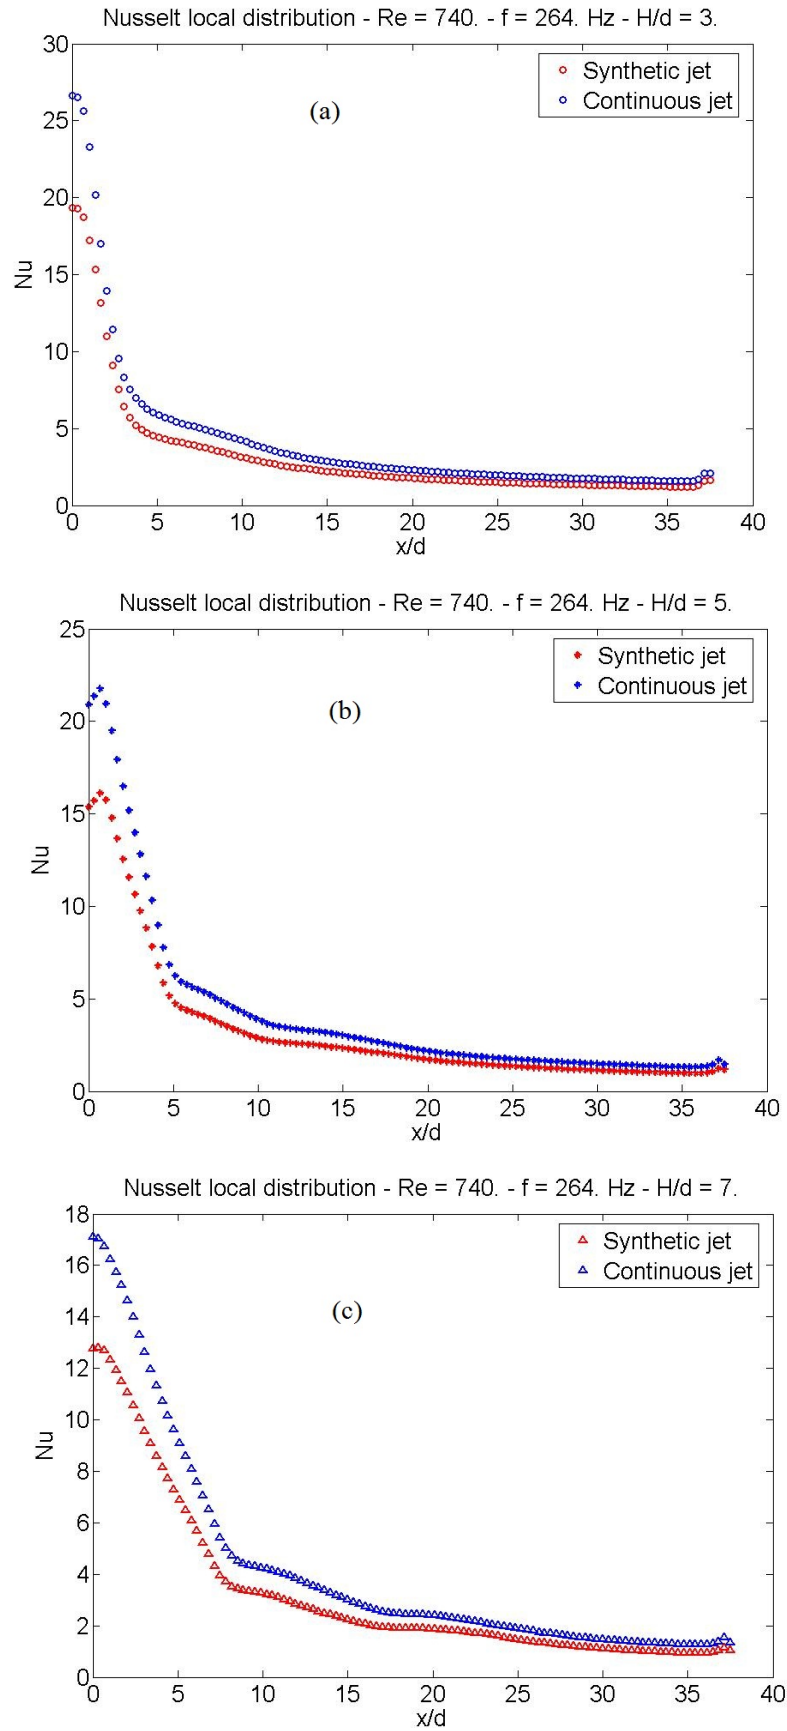 Nusselt local distribution - Re = 740. - f = 264. Hz - H/d = 3.
30
Synthetic jet
Continuous jet
(a)
25
20
15
10
5
0
Nu
0 5 10 15 20 25 30 35 40
x/d
Nusselt local distribution - Re = 740. - f = 264. Hz - H/d = 5.
25
Synthetic jet
Continuous jet
(b)
20
15
10
5
0
Nu
0 5 10 15 20 25 30 35 40
x/d
Nusselt local distribution - Re = 740. - f = 264. Hz - H/d = 7.
18
Synthetic jet
Continuous jet
16
(c)
14
12
10
8
6
4
2
0
Nu
0 5 10 15 20 25 30 35 40
x/d